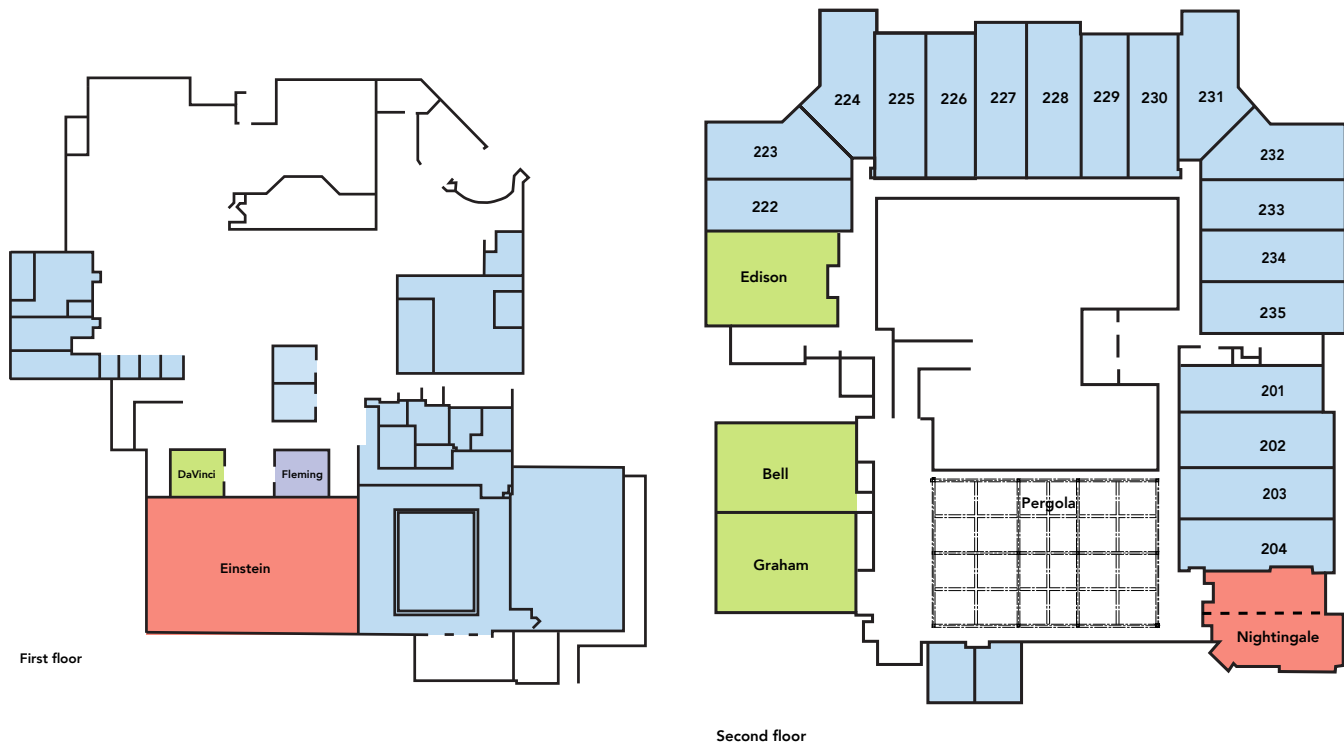 DaVinci
Fleming
Einstein
First floor
224
225
226
227
228
229
230
231
223
232
222
233
Edison
234
235
201
Bell
202
Pergola
203
Graham
204
Nightingale
Second floor